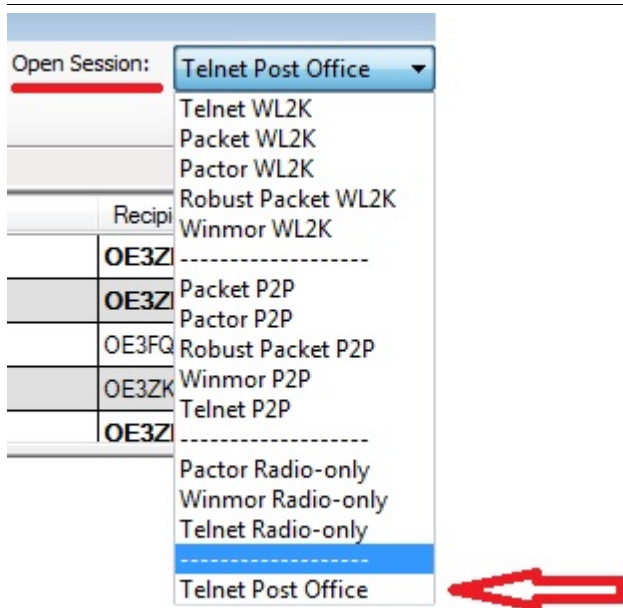 Open Session: Telnet Post Office
Telnet WL2K
Packet WL2K
Pactor WL2K
Robust Packet WL2K
Winmor WL2K
-------------------
Packet P2P
Pactor P2P
Robust Packet P2P
Winmor P2P
Telnet P2P
-------------------
Pactor Radio-only
Winmor Radio-only
Telnet Radio-only
-------------------
Telnet Post Office
Recipi
OE3Z
OE3Z
OE3FQ
OE3ZK
OE3Z